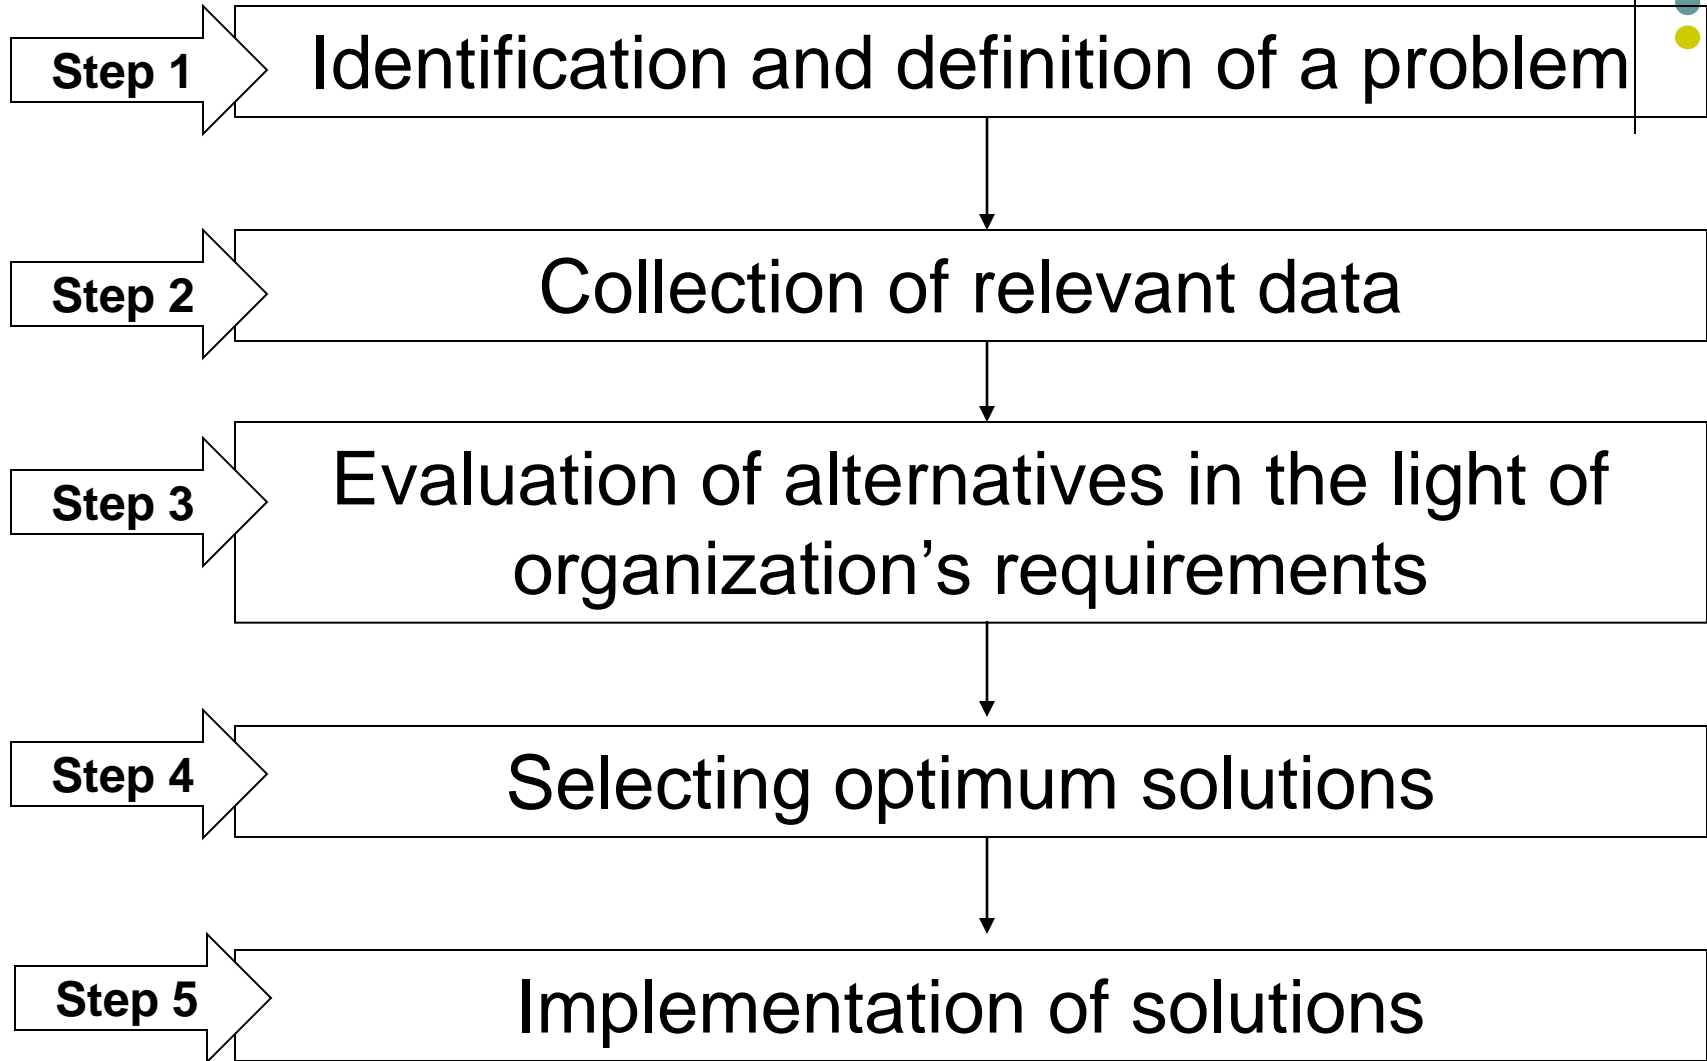 Step 1
Identification and definition of a problem
Step 2
Collection of relevant data
Step 3
Evaluation of alternatives in the light of
organization’s requirements
Step 4
Selecting optimum solutions
Step 5
Implementation of solutions